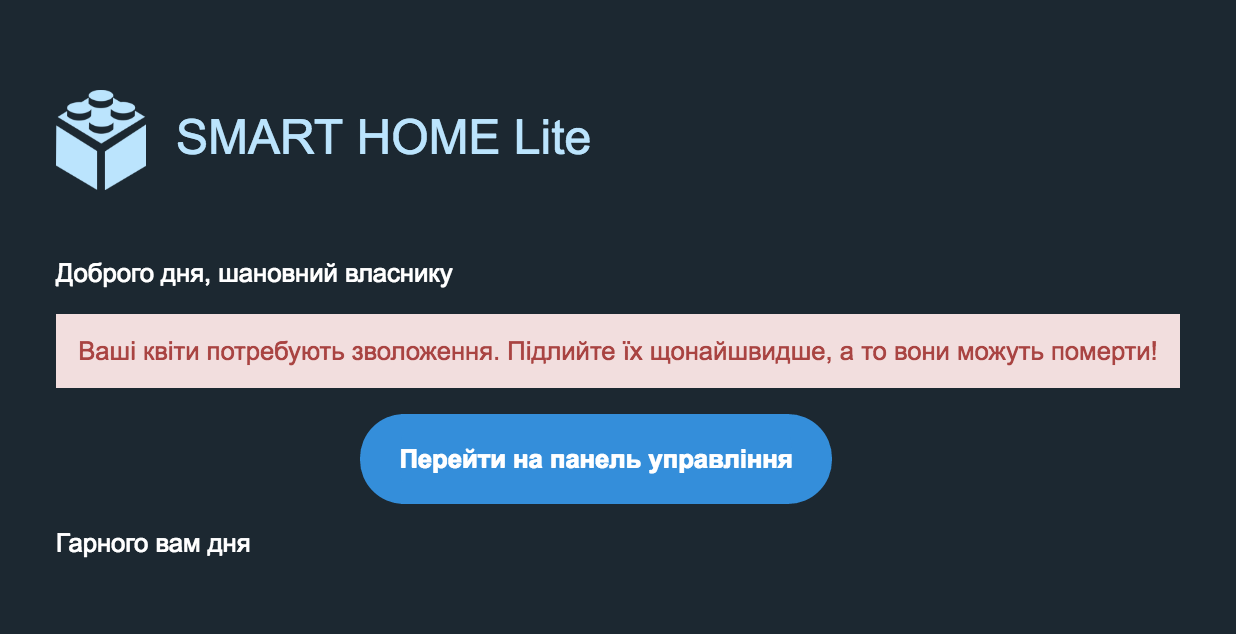 SMART HOME Lite
Доброго дня, шановний власнику
Ваші квіти потребують зволоження. Підлийте їх щонайшвидше, а то вони можуть померти!
Перейти на панель управління
Гарного вам дня